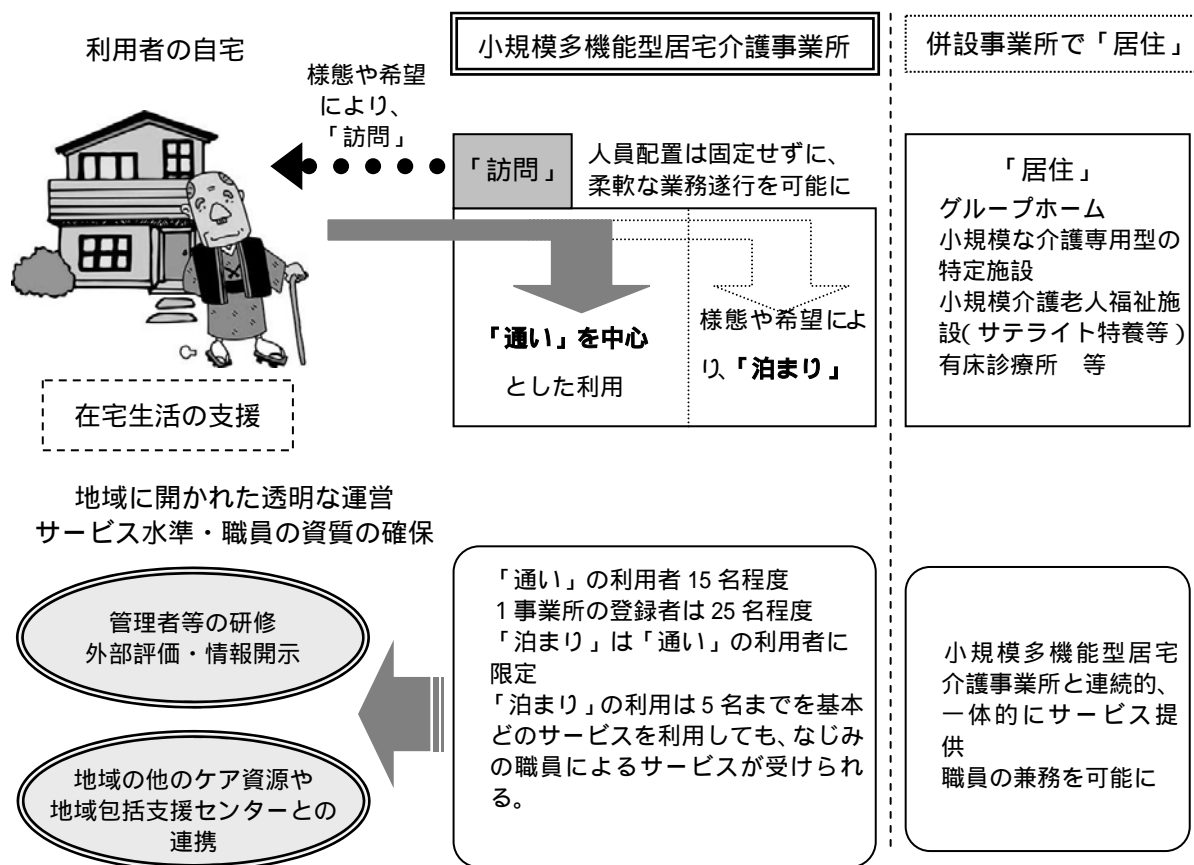 利用者の自宅
小規模多機能型居宅介護事業所
併設事業所で「居住」
様態や希望
により、
「訪問」
「訪問」
人員配置は固定せずに、
柔軟な業務遂行を可能に
「通い」を中心
とした利用
様態や希望によ
り、「泊まり」
「居住」
グループホーム
小規模な介護専用型の
特定施設
小規模介護老人福祉施
設(サテライト特養等)
有床診療所　等
在宅生活の支援
地域に開かれた透明な運営
サービス水準・職員の資質の確保
管理者等の研修
外部評価・情報開示
地域の他のケア資源や
地域包括支援センターとの
連携
「通い」の利用者 15 名程度
１事業所の登録者は 25 名程度
「泊まり」は「通い」の利用者に
限定
「泊まり」の利用は 5 名までを基本
どのサービスを利用しても、なじみ
の職員によるサービスが受けられ
る。
小規模多機能型居宅
介護事業所と連続的、
一体的にサービス提
供
職員の兼務を可能に